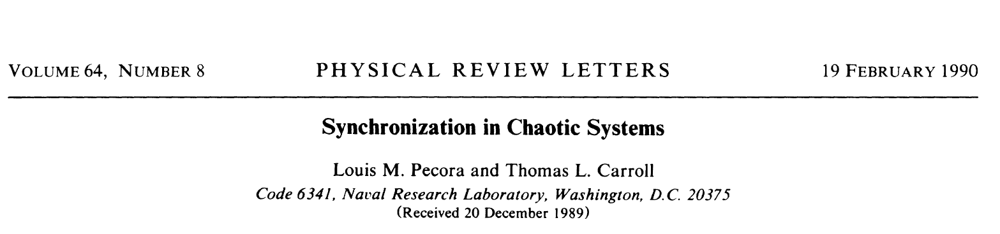 VOLUME 64, NUMBER 8 PHYSICAL REVIEW LETTERS 19 FEBRUARY 1990
Synchronization in Chaotic Systems
Louis M. Pecora and Thomas L. Carroll
Code 6341, Naval Research Laboratory, Washington, D.C. 20375
(Received 20 December 1989)